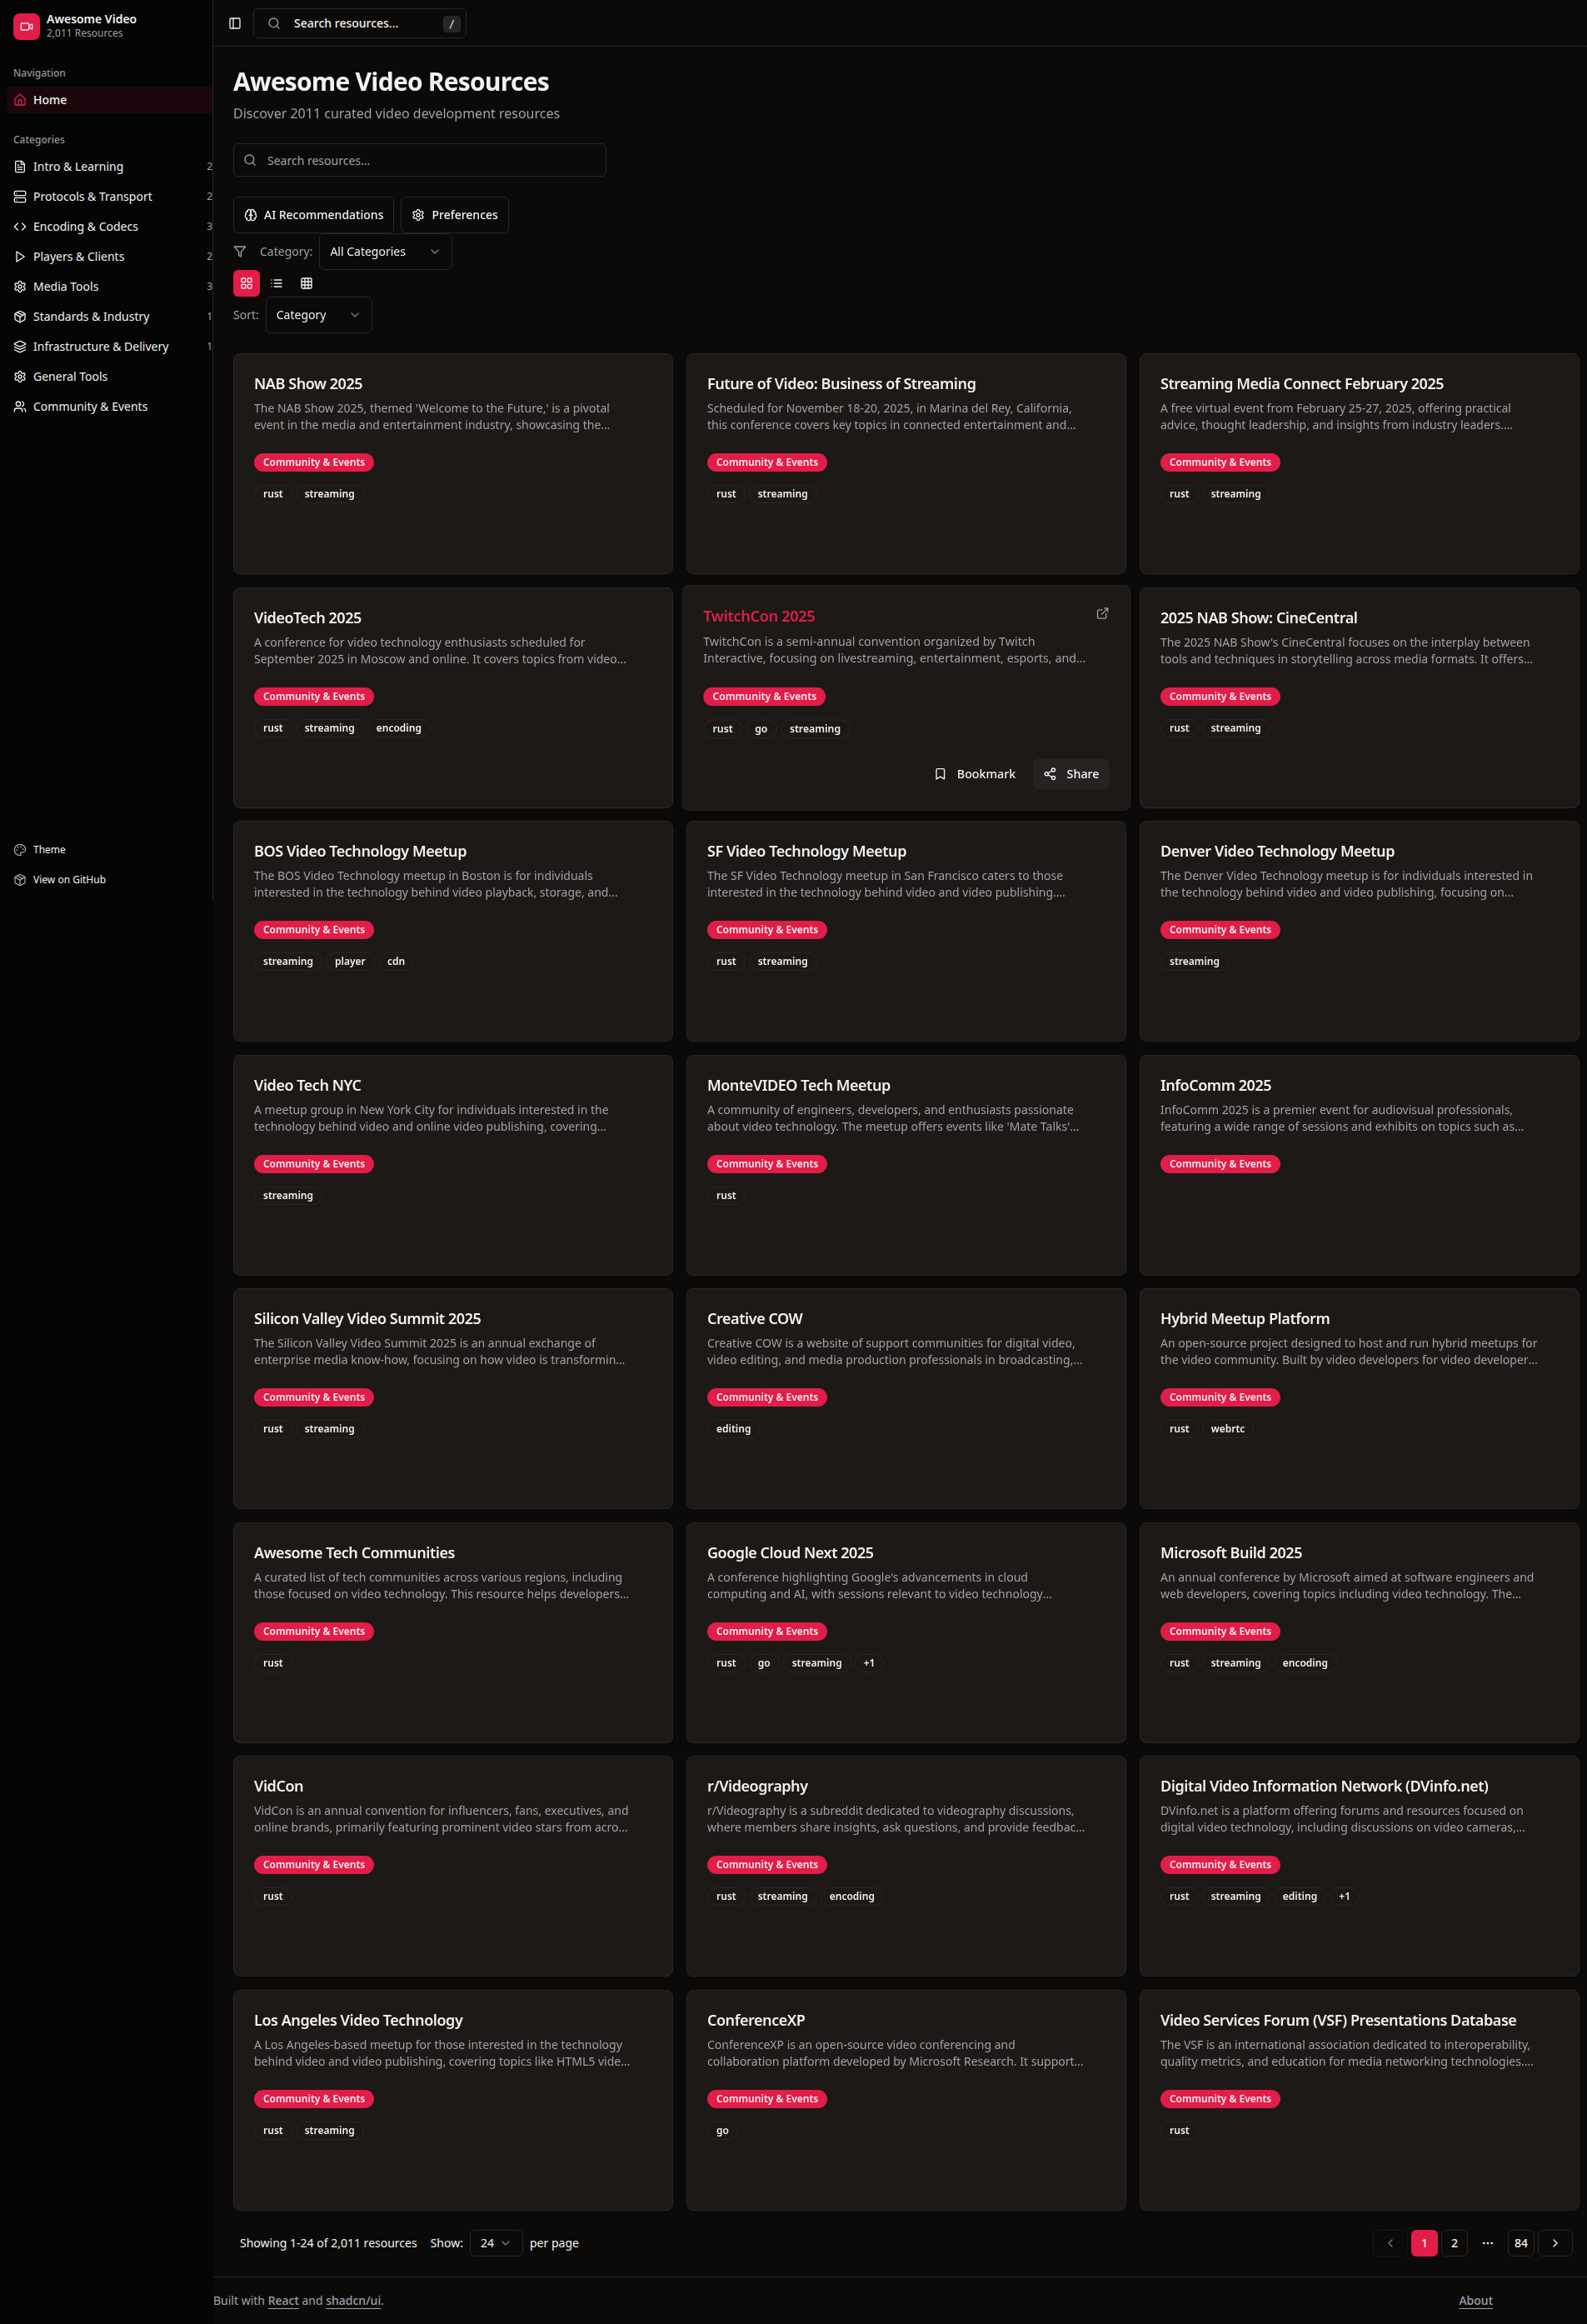 Awesome Video
2,011 Resources
Navigation
Home
Categories
Intro & Learning 2
Protocols & Transport 2
Encoding & Codecs 3
Players & Clients 2
Media Tools 3
Standards & Industry 1
Infrastructure & Delivery 1
General Tools
Community & Events
Theme
View on GitHub
Search resources... /
Awesome Video Resources
Discover 2011 curated video development resources
Search resources...
AI Recommendations Preferences
Category: All Categories
Sort: Category
NAB Show 2025
The NAB Show 2025, themed 'Welcome to the Future,' is a pivotal
event in the media and entertainment industry, showcasing the...
Community & Events
rust streaming
Future of Video: Business of Streaming
Scheduled for November 18-20, 2025, in Marina del Rey, California,
this conference covers key topics in connected entertainment and...
Community & Events
rust streaming
Streaming Media Connect February 2025
A free virtual event from February 25-27, 2025, offering practical
advice, thought leadership, and insights from industry leaders....
Community & Events
rust streaming
VideoTech 2025
A conference for video technology enthusiasts scheduled for
September 2025 in Moscow and online. It covers topics from video...
Community & Events
rust streaming encoding
TwitchCon 2025
TwitchCon is a semi-annual convention organized by Twitch
Interactive, focusing on livestreaming, entertainment, esports, and...
Community & Events
rust go streaming
Bookmark Share
2025 NAB Show: CineCentral
The 2025 NAB Show's CineCentral focuses on the interplay between
tools and techniques in storytelling across media formats. It offers...
Community & Events
rust streaming
BOS Video Technology Meetup
The BOS Video Technology meetup in Boston is for individuals
interested in the technology behind video playback, storage, and...
Community & Events
streaming player cdn
SF Video Technology Meetup
The SF Video Technology meetup in San Francisco caters to those
interested in the technology behind video and video publishing....
Community & Events
rust streaming
Denver Video Technology Meetup
The Denver Video Technology meetup is for individuals interested in
the technology behind video and video publishing, focusing on...
Community & Events
streaming
Video Tech NYC
A meetup group in New York City for individuals interested in the
technology behind video and online video publishing, covering...
Community & Events
streaming
MonteVIDEO Tech Meetup
A community of engineers, developers, and enthusiasts passionate
about video technology. The meetup offers events like 'Mate Talks'...
Community & Events
rust
InfoComm 2025
InfoComm 2025 is a premier event for audiovisual professionals,
featuring a wide range of sessions and exhibits on topics such as...
Community & Events
Silicon Valley Video Summit 2025
The Silicon Valley Video Summit 2025 is an annual exchange of
enterprise media know-how, focusing on how video is transformin...
Community & Events
rust streaming
Creative COW
Creative COW is a website of support communities for digital video,
video editing, and media production professionals in broadcasting,...
Community & Events
editing
Hybrid Meetup Platform
An open-source project designed to host and run hybrid meetups for
the video community. Built by video developers for video developer...
Community & Events
rust webrtc
Awesome Tech Communities
A curated list of tech communities across various regions, including
those focused on video technology. This resource helps developers...
Community & Events
rust
Google Cloud Next 2025
A conference highlighting Google's advancements in cloud
computing and AI, with sessions relevant to video technology...
Community & Events
rust go streaming +1
Microsoft Build 2025
An annual conference by Microsoft aimed at software engineers and
web developers, covering topics including video technology. The...
Community & Events
rust streaming encoding
VidCon
VidCon is an annual convention for influencers, fans, executives, and
online brands, primarily featuring prominent video stars from acro...
Community & Events
rust
r/Videography
r/Videography is a subreddit dedicated to videography discussions,
where members share insights, ask questions, and provide feedbac...
Community & Events
rust streaming encoding
Digital Video Information Network (DVinfo.net)
DVinfo.net is a platform offering forums and resources focused on
digital video technology, including discussions on video cameras,...
Community & Events
rust streaming editing +1
Los Angeles Video Technology
A Los Angeles-based meetup for those interested in the technology
behind video and video publishing, covering topics like HTML5 vide...
Community & Events
rust streaming
ConferenceXP
ConferenceXP is an open-source video conferencing and
collaboration platform developed by Microsoft Research. It support...
Community & Events
go
Video Services Forum (VSF) Presentations Database
The VSF is an international association dedicated to interoperability,
quality metrics, and education for media networking technologies....
Community & Events
rust
Showing 1-24 of 2,011 resources Show: 24 per page
1 2 ... 84
Built with React and shadcn/ui. About